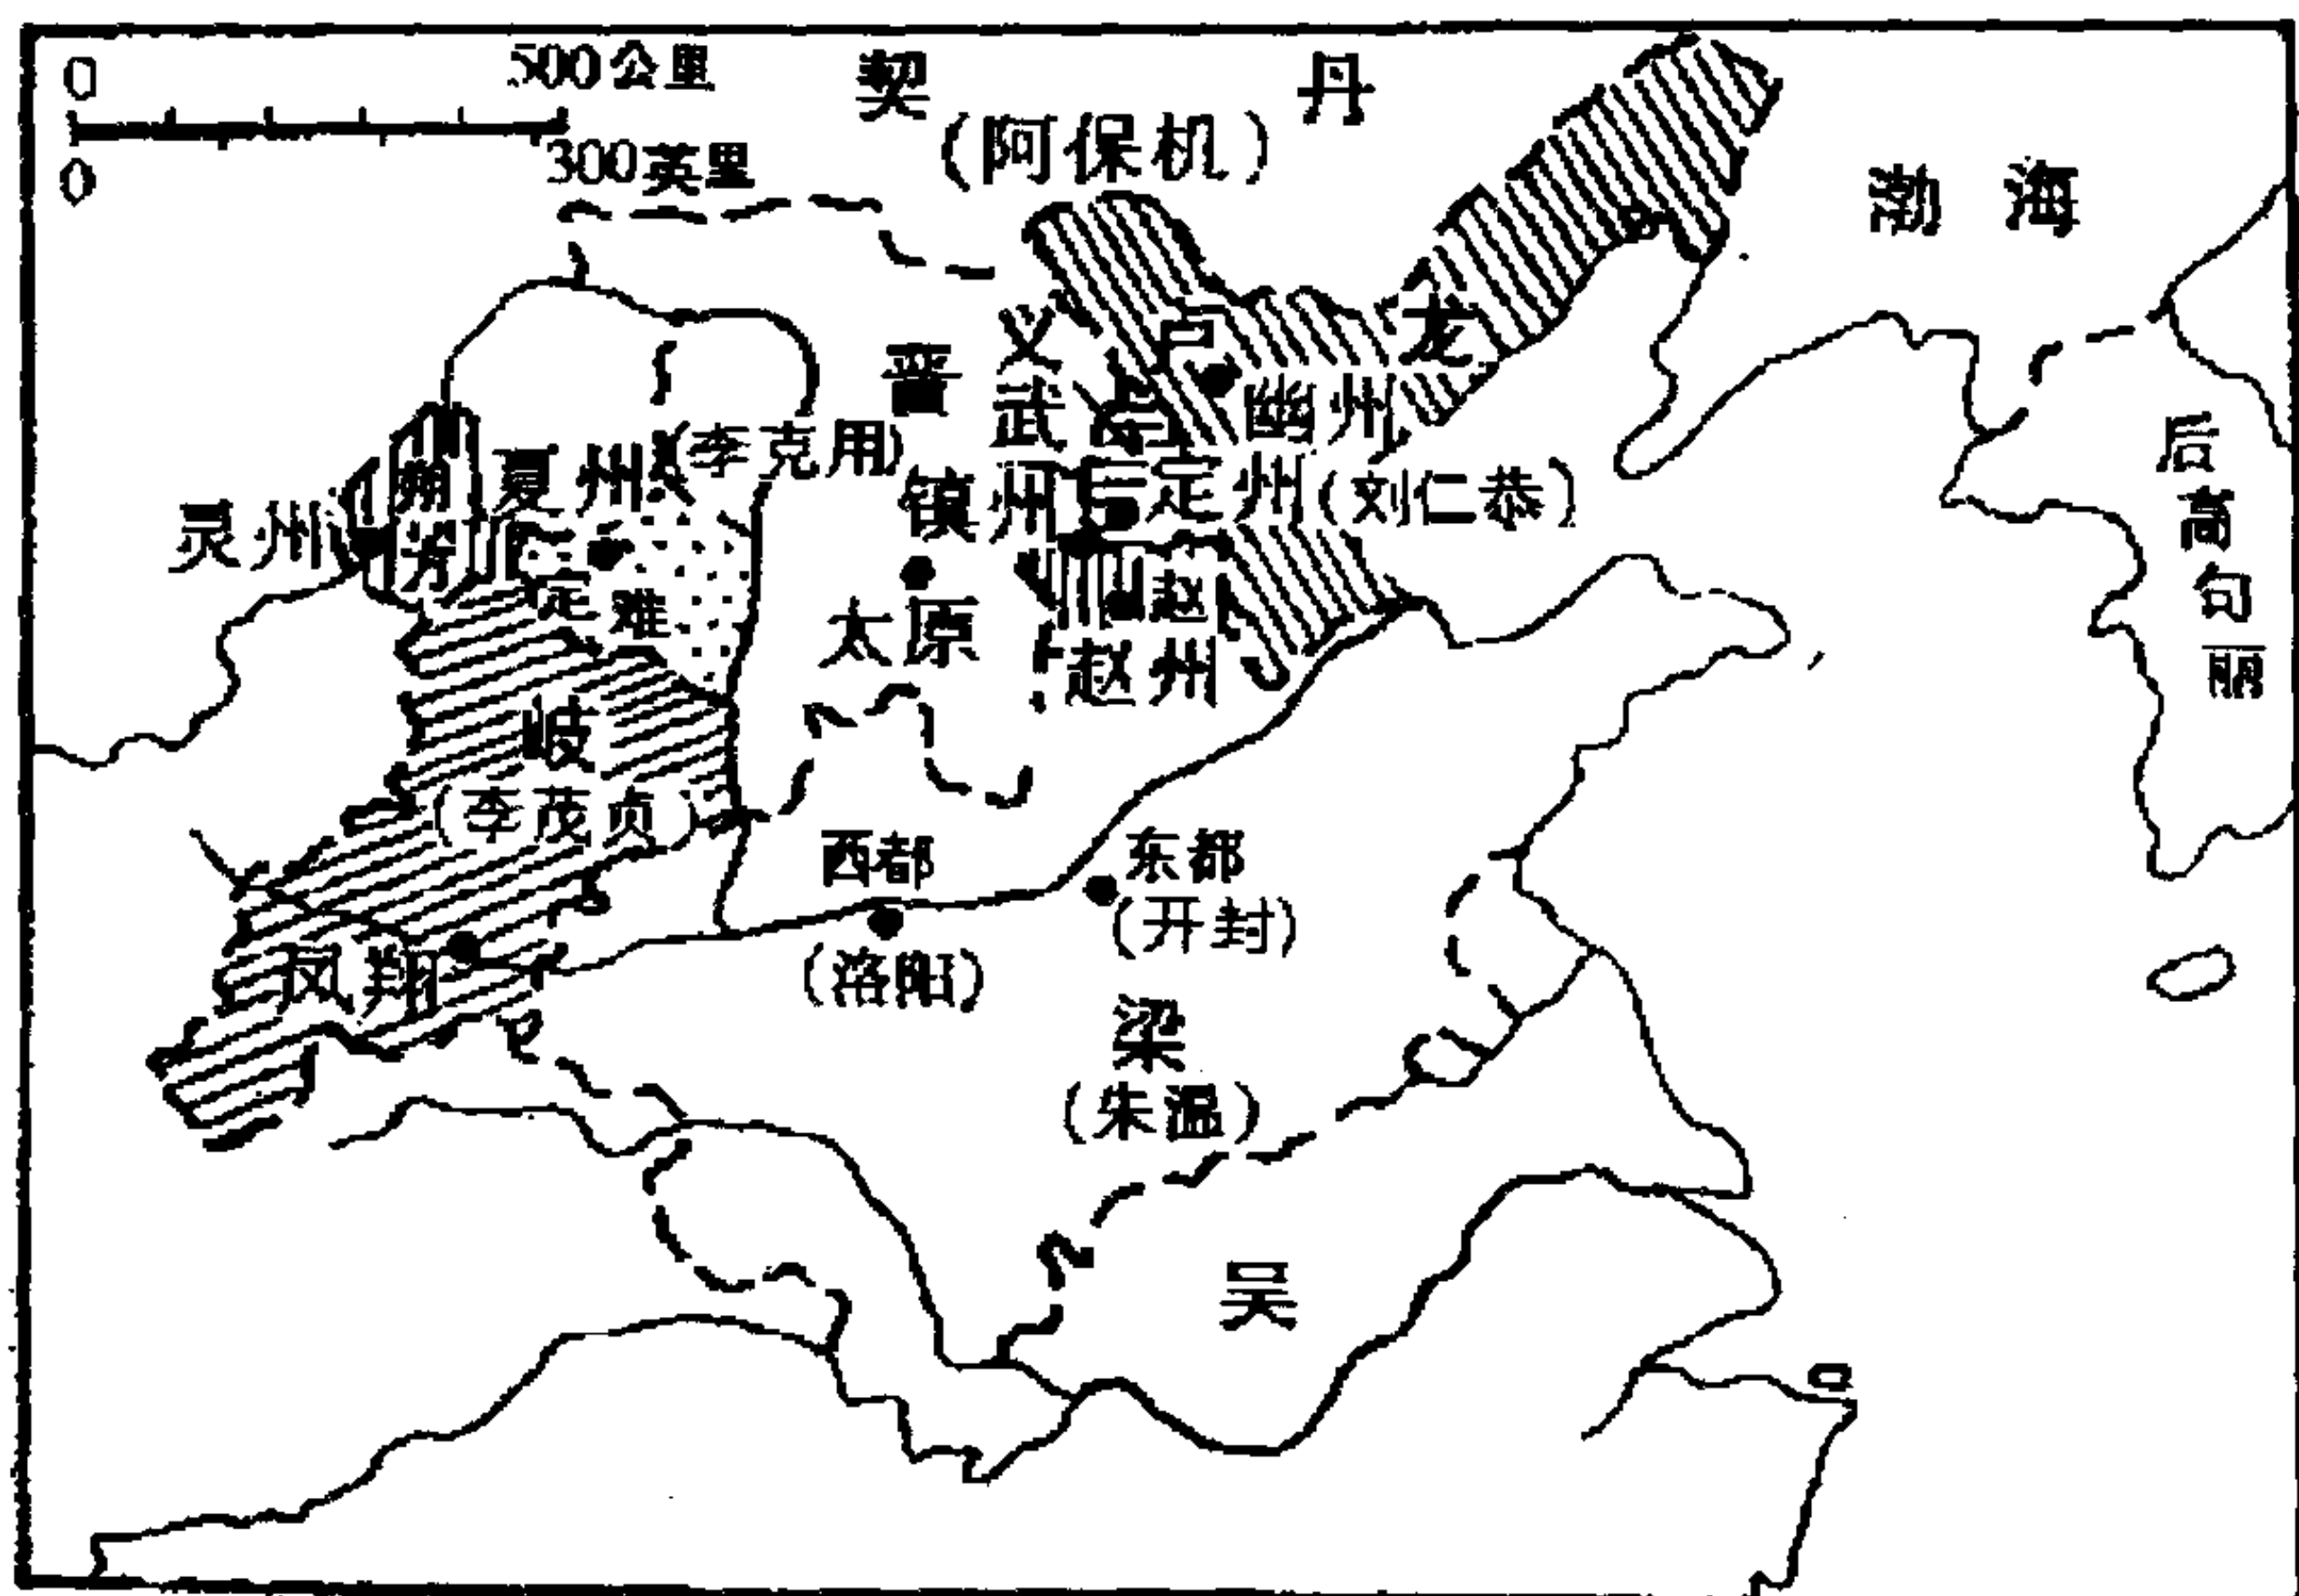 0 500公里
0 300英里
契丹
(阿保机)
渤海
卢龙
幽州
(刘仁恭)
义武
晋
(李克用)
后高句丽
夏州
灵州
朔方
定难
镇州
定州
太原
赵
赵州
岐
(李茂贞)
凤翔
西都
(洛阳)
东都
(开封)
梁
(朱温)
吴